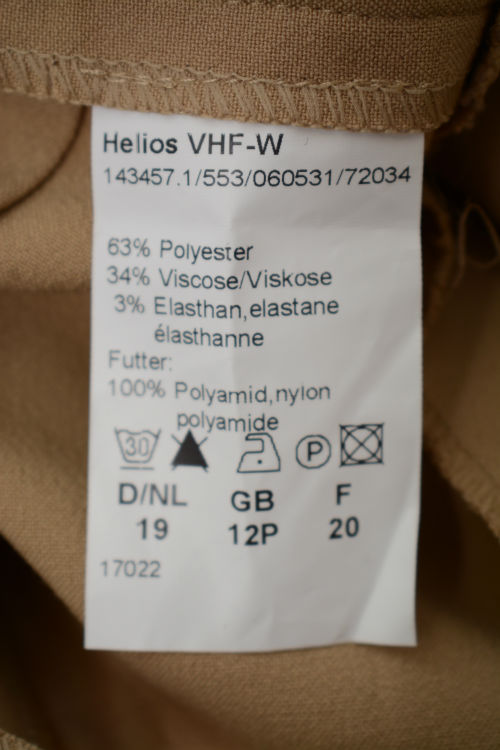 Helios VHF-W
143457.1/553/060531/72034
63% Polyester
34% Viscose/Viskose
3% Elasthan,elastane
élasthanne
Futter:
100% Polyamid,nylon
polyamide
30 P
D/NL GB F
19 12P 20
17022